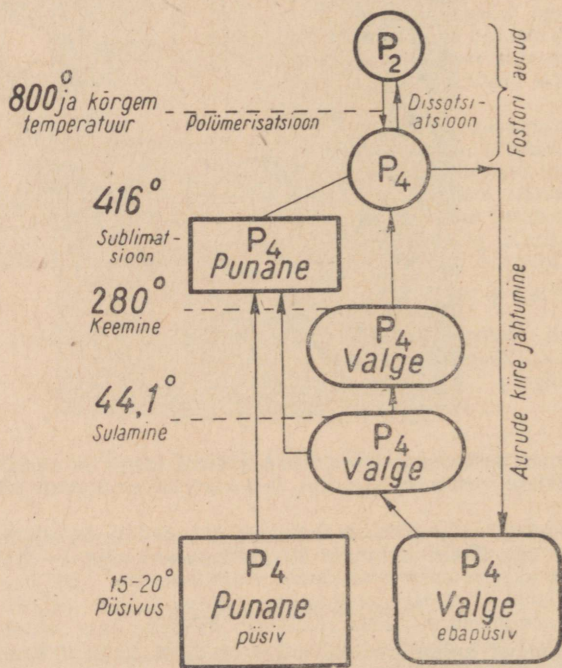 P2
800° ja kõrgem
temperatuur
Polümerisatsioon
Dissotsi-
atsioon
Fosfori aurud
P4
416°
Sublimat-
sioon
P4
Punane
280°
Keemine
P4
Valge
44,1°
Sulamine
P4
Valge
Aurude kiire jahtumine
15-20°
Püsivus
P4
Punane
püsiv
P4
Valge
ebapüsiv